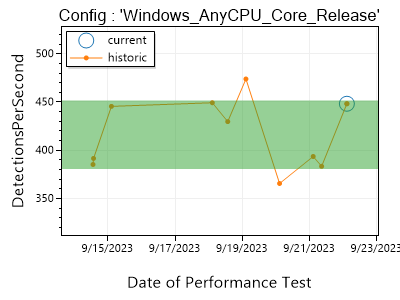 Config : 'Windows_AnyCPU_Core_Release'
current
historic
DetectionsPerSecond
500
450
400
350
9/15/2023 9/17/2023 9/19/2023 9/21/2023 9/23/2023
Date of Performance Test